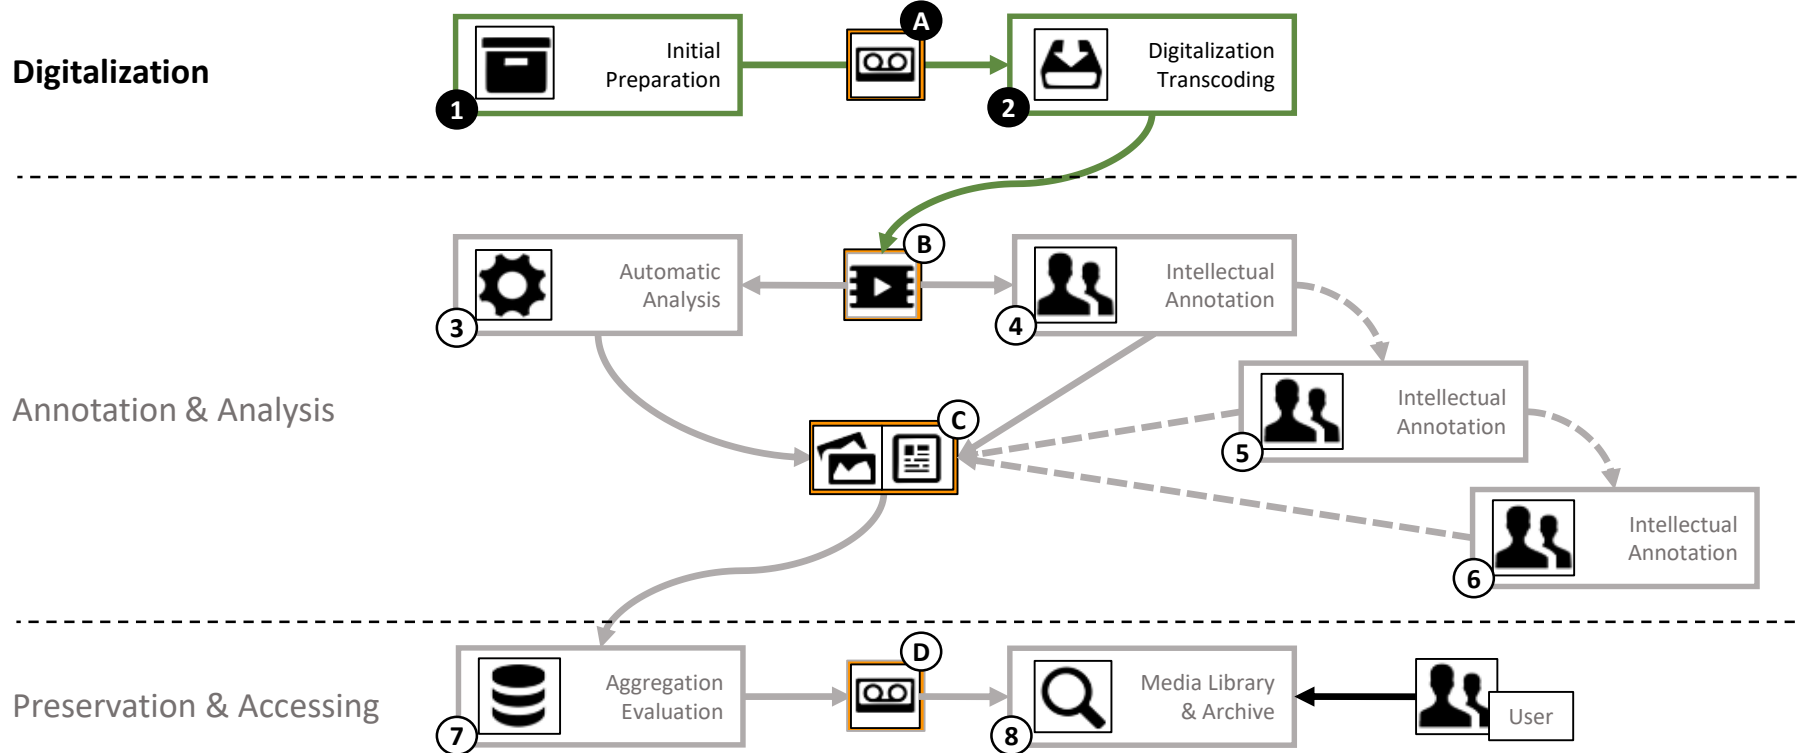 Digitalization
1
Initial
Preparation
A
2
Digitalization
Transcoding
Annotation & Analysis
3
Automatic
Analysis
B
4
Intellectual
Annotation
5
Intellectual
Annotation
C
6
Intellectual
Annotation
Preservation & Accessing
7
Aggregation
Evaluation
D
8
Media Library
& Archive
User